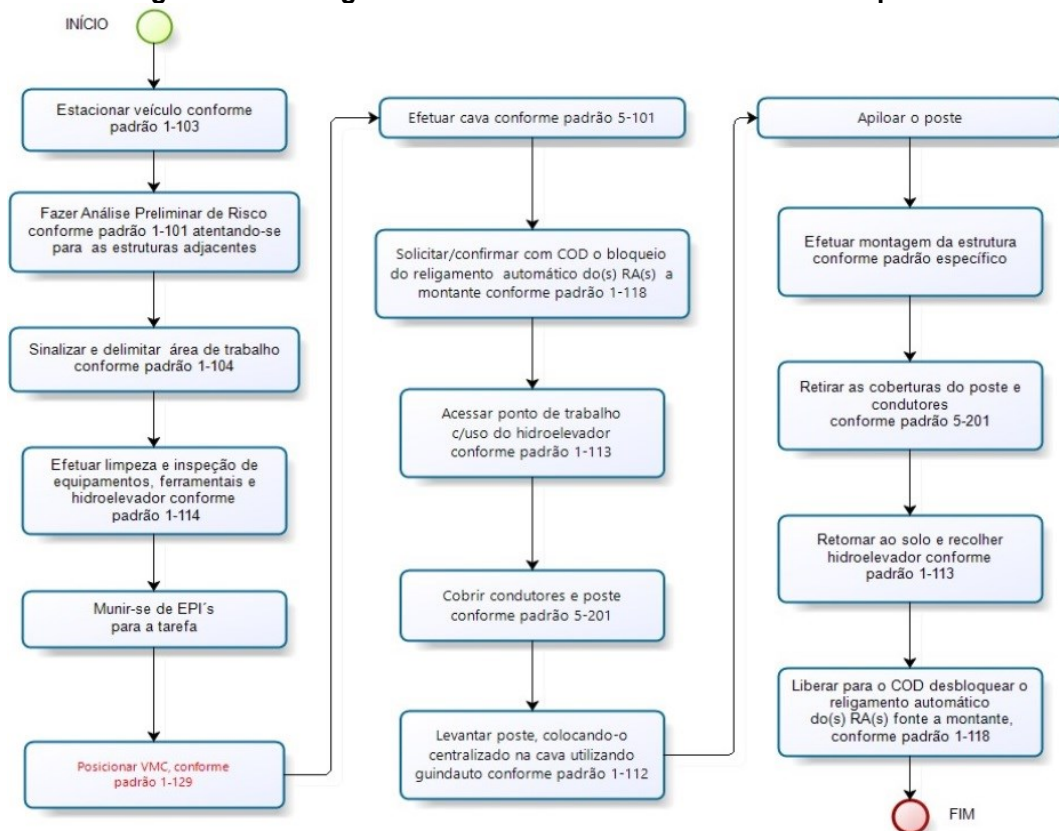 INÍCIO
Estacionar veículo conforme
padrão 1-103
Fazer Análise Preliminar de Risco
conforme padrão 1-101 atentando-se
para as estruturas adjacentes
Sinalizar e delimitar área de trabalho
conforme padrão 1-104
Efetuar limpeza e inspeção de
equipamentos, ferramentais e
hidroelevador conforme
padrão 1-114
Munir-se de EPI´s
para a tarefa
Posicionar VMC, conforme
padrão 1-129
Efetuar cava conforme padrão 5-101
Solicitar/confirmar com COD o bloqueio
do religamento automático do(s) RA(s) a
montante conforme padrão 1-118
Acessar ponto de trabalho
c/uso do hidroelevador
conforme padrão 1-113
Cobrir condutores e poste
conforme padrão 5-201
Levantar poste, colocando-o
centralizado na cava utilizando
guindauto conforme padrão 1-112
Apiloar o poste
Efetuar montagem da estrutura
conforme padrão específico
Retirar as coberturas do poste e
condutores
conforme padrão 5-201
Retornar ao solo e recolher
hidroelevador conforme
padrão 1-113
Liberar para o COD desbloquear o
religamento automático
do(s) RA(s) fonte a montante,
conforme padrão 1-118
FIM